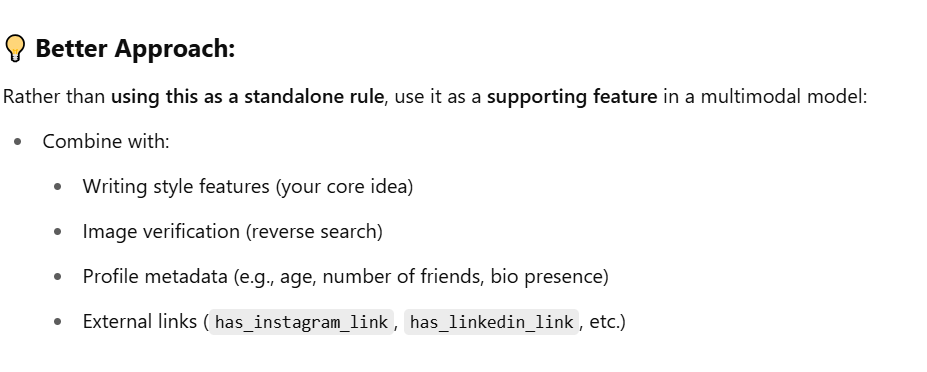 💡 Better Approach:
Rather than using this as a standalone rule, use it as a supporting feature in a multimodal model:
• Combine with:
• Writing style features (your core idea)
• Image verification (reverse search)
• Profile metadata (e.g., age, number of friends, bio presence)
• External links (has_instagram_link, has_linkedin_link, etc.)